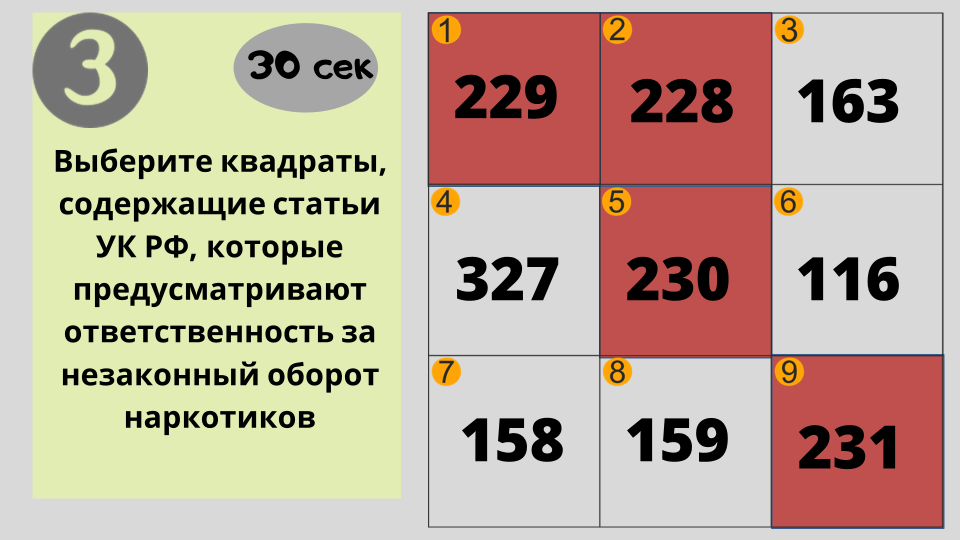 3
30 сек
Выберите квадраты,
содержащие статьи
УК РФ, которые
предусматривают
ответственность за
незаконный оборот
наркотиков
1
229
2
228
3
163
4
327
5
230
6
116
7
158
8
159
9
231